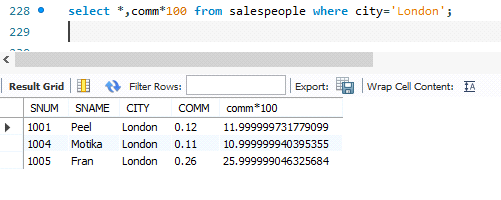 228 select *,comm*100 from salespeople where city='London';
229
Result Grid Filter Rows: Export: Wrap Cell Content:
SNUM SNAME CITY COMM comm*100
1001 Peel London 0.12 11.999999731779099
1004 Motika London 0.11 10.999999940395355
1005 Fran London 0.26 25.999999046325684